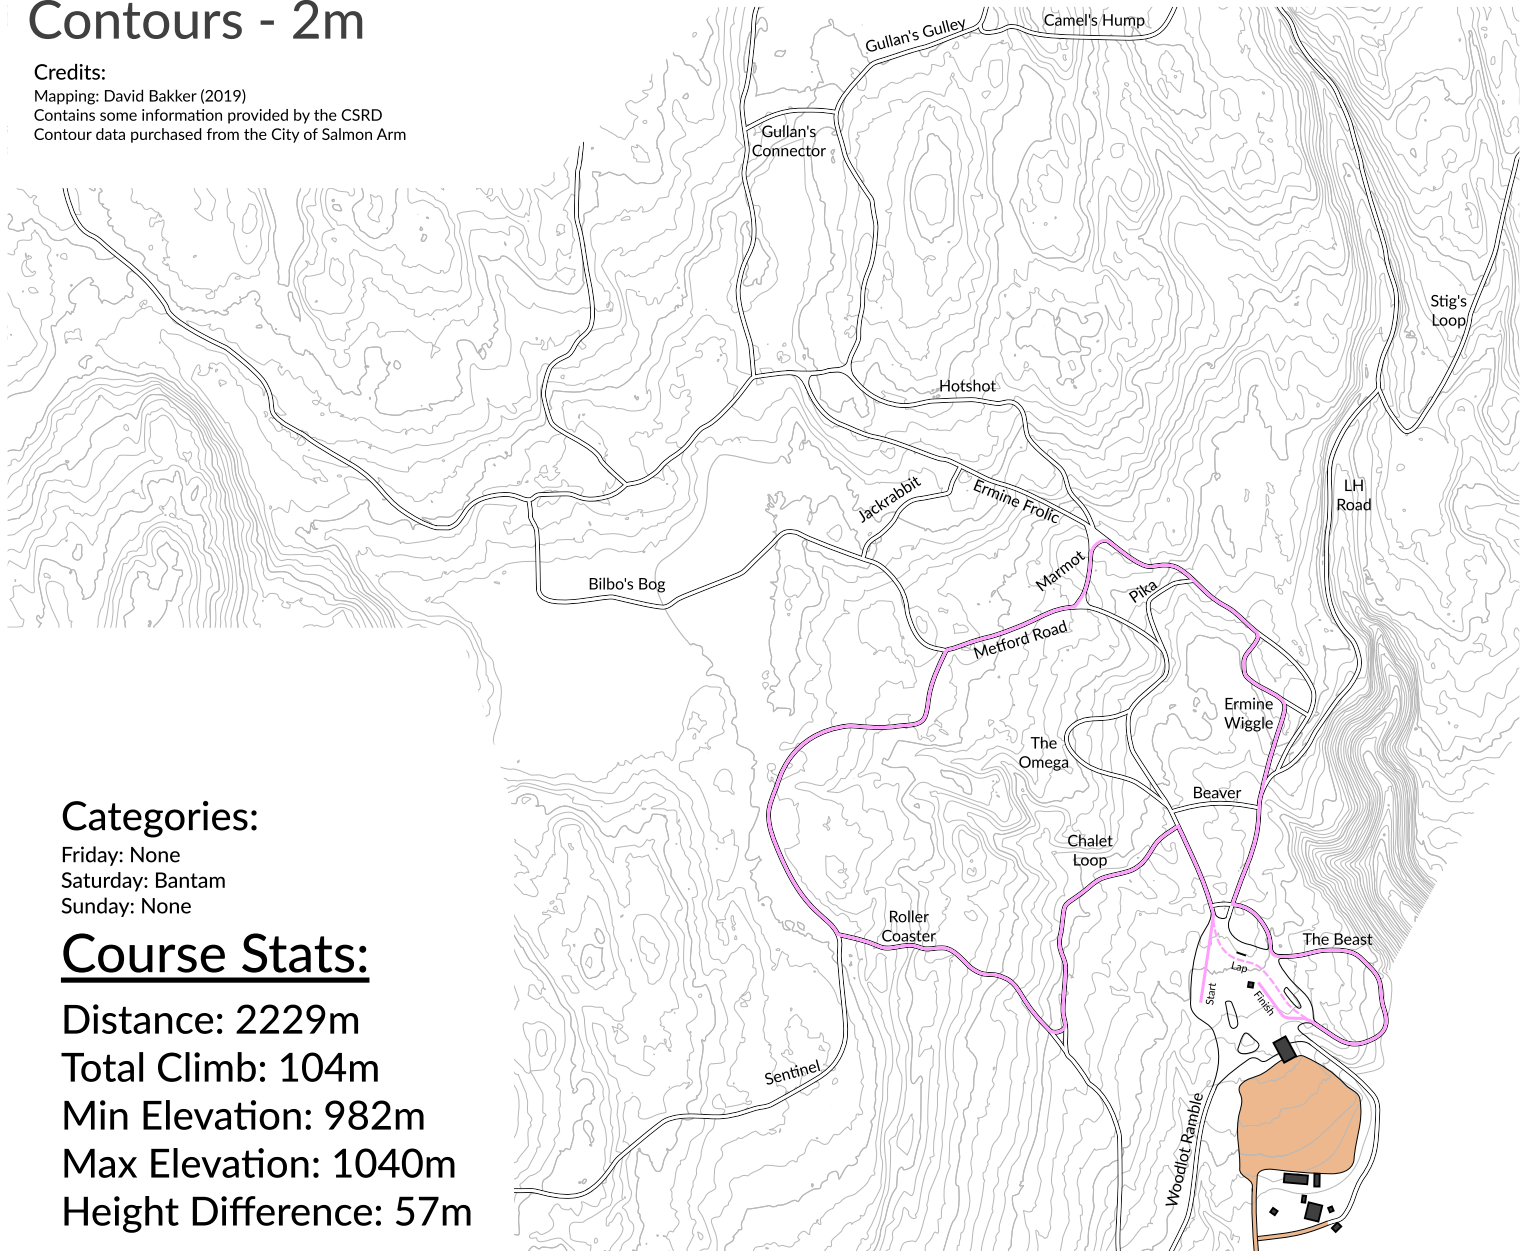 Contours - 2m
Credits:
Mapping: David Bakker (2019)
Contains some information provided by the CSRD
Contour data purchased from the City of Salmon Arm
Gullan's Gulley
Camel's Hump
Gullan's
Connector
Stig's
Loop
Hotshot
LH
Road
Jackrabbit
Ermine Frolic
Bilbo's Bog
Marmot
Pika
Metford Road
Ermine
Wiggle
The
Omega
Beaver
Chalet
Loop
Roller
Coaster
The Beast
Lap
Start
Finish
Sentinel
Woodlot Ramble
Categories:
Friday: None
Saturday: Bantam
Sunday: None
Course Stats:
Distance: 2229m
Total Climb: 104m
Min Elevation: 982m
Max Elevation: 1040m
Height Difference: 57m